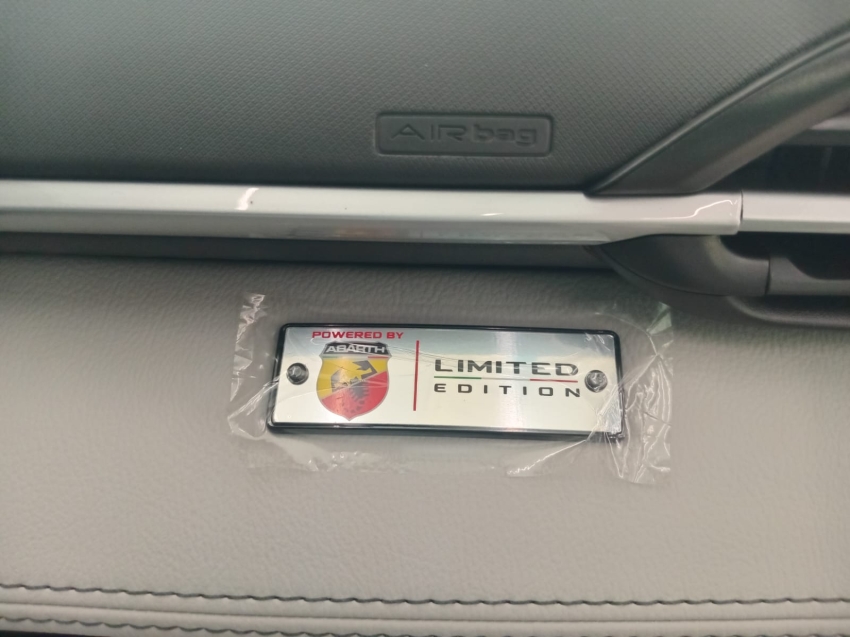 AIRbag
POWERED BY
ABARTH
LIMITED
EDITION